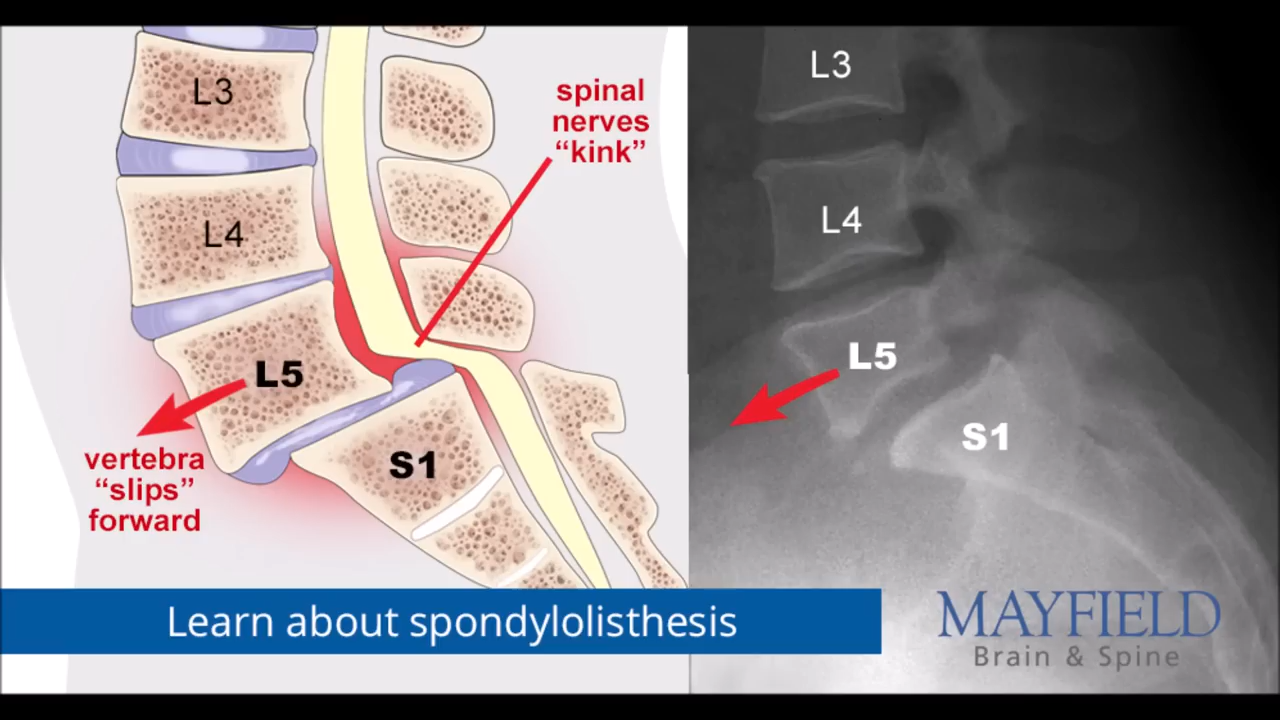 L3
spinal
nerves
“kink”
L4
L5
vertebra
“slips”
forward
S1
L3
L4
L5
S1
Learn about spondylolisthesis
MAYFIELD
Brain & Spine